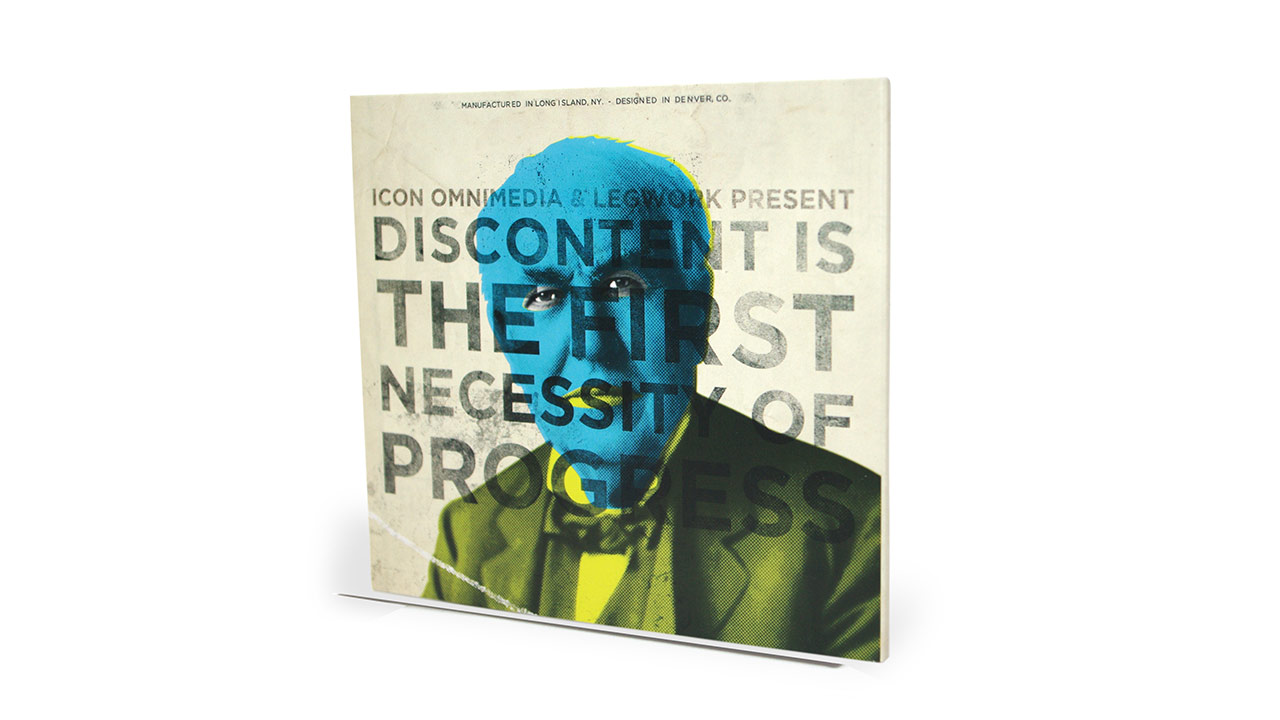 MANUFACTURED IN LONG ISLAND, NY. - DESIGNED IN DENVER, CO.
ICON OMNIMEDIA & LEGWORK PRESENT
DISCONTENT IS
THE FIRST
NECESSITY OF
PROGRESS